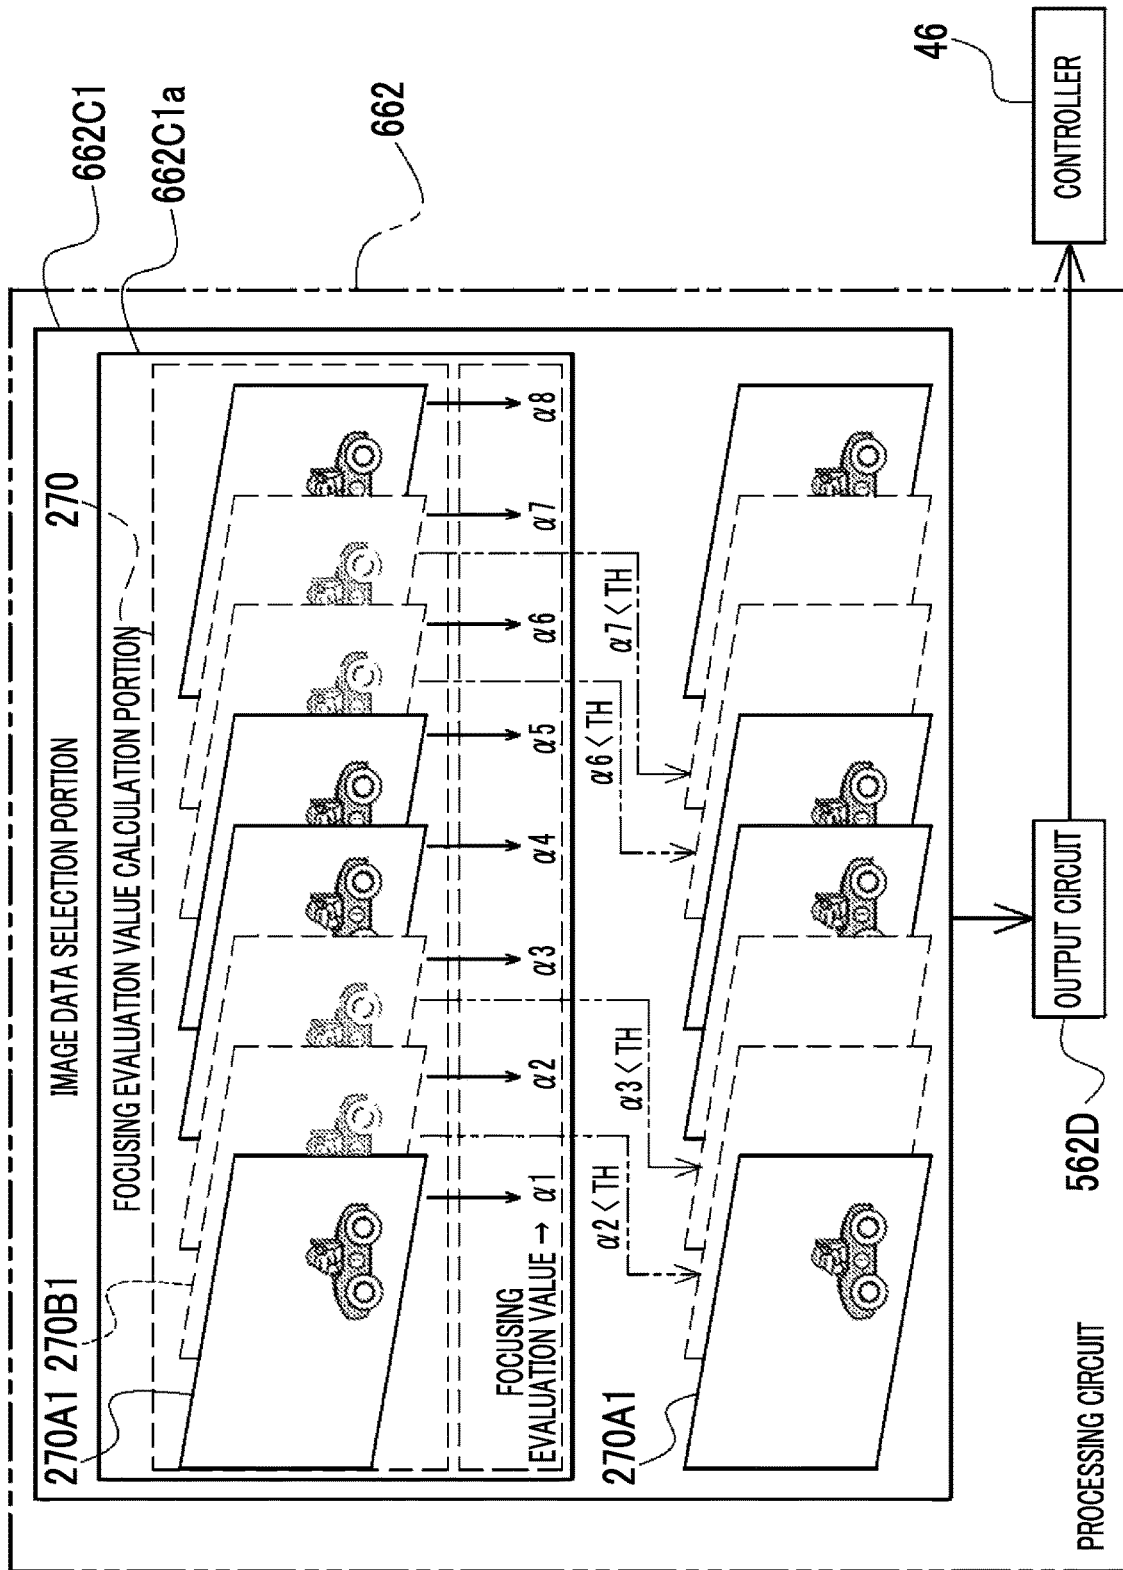 662C1
662C1a
662
46
CONTROLLER
IMAGE DATA SELECTION PORTION
270
FOCUSING EVALUATION VALUE CALCULATION PORTION
270A1
270B1
FOCUSING
EVALUATION VALUE → α1 α2 α3 α4 α5 α6 α7 α8
α2<TH
α3<TH
α6<TH
α7<TH
270A1
OUTPUT CIRCUIT
562D
PROCESSING CIRCUIT